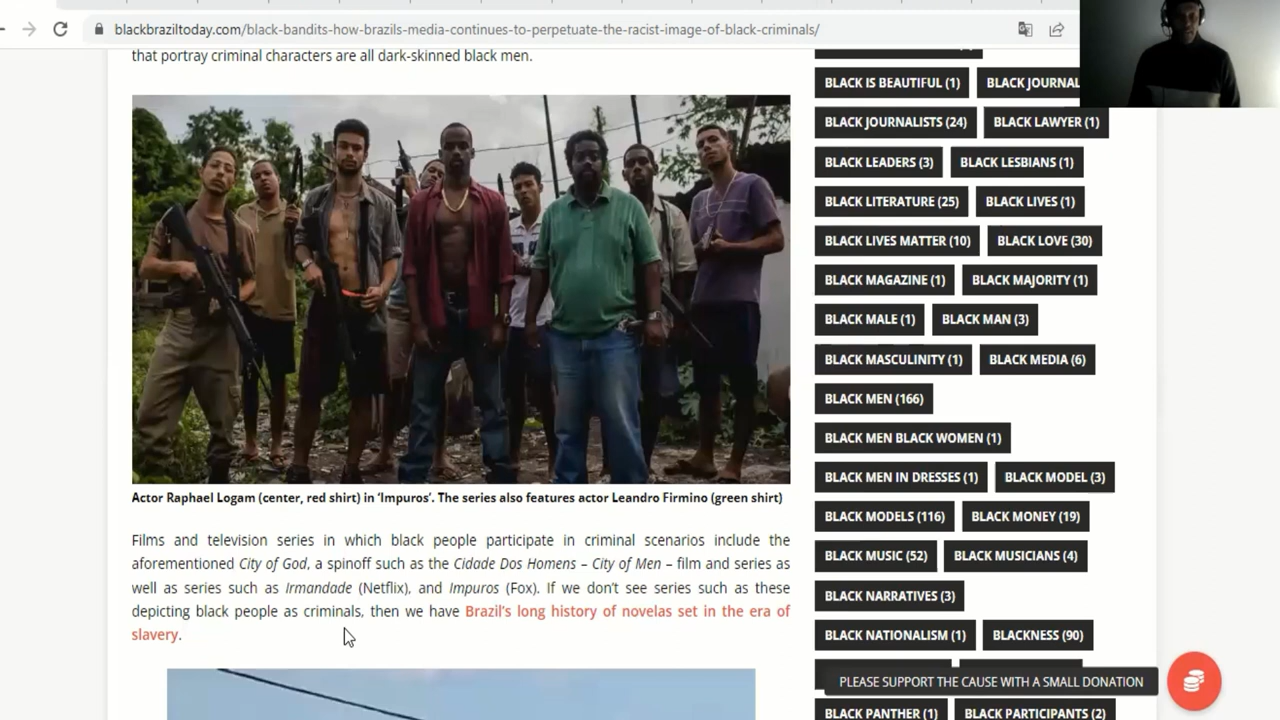 blackbraziltoday.com/black-bandits-how-brazils-media-continues-to-perpetuate-the-racist-image-of-black-criminals/
that portray criminal characters are all dark-skinned black men.
Actor Raphael Logam (center, red shirt) in ‘Impuros’. The series also features actor Leandro Firmino (green shirt)
Films and television series in which black people participate in criminal scenarios include the
aforementioned City of God, a spinoff such as the Cidade Dos Homens – City of Men – film and series as
well as series such as Irmandade (Netflix), and Impuros (Fox). If we don't see series such as these
depicting black people as criminals, then we have Brazil's long history of novelas set in the era of
slavery.
BLACK IS BEAUTIFUL (1) BLACK JOURNAL
BLACK JOURNALISTS (24) BLACK LAWYER (1)
BLACK LEADERS (3) BLACK LESBIANS (1)
BLACK LITERATURE (25) BLACK LIVES (1)
BLACK LIVES MATTER (10) BLACK LOVE (30)
BLACK MAGAZINE (1) BLACK MAJORITY (1)
BLACK MALE (1) BLACK MAN (3)
BLACK MASCULINITY (1) BLACK MEDIA (6)
BLACK MEN (166)
BLACK MEN BLACK WOMEN (1)
BLACK MEN IN DRESSES (1) BLACK MODEL (3)
BLACK MODELS (116) BLACK MONEY (19)
BLACK MUSIC (52) BLACK MUSICIANS (4)
BLACK NARRATIVES (3)
BLACK NATIONALISM (1) BLACKNESS (90)
PLEASE SUPPORT THE CAUSE WITH A SMALL DONATION
BLACK PANTHER (1) BLACK PARTICIPANTS (2)